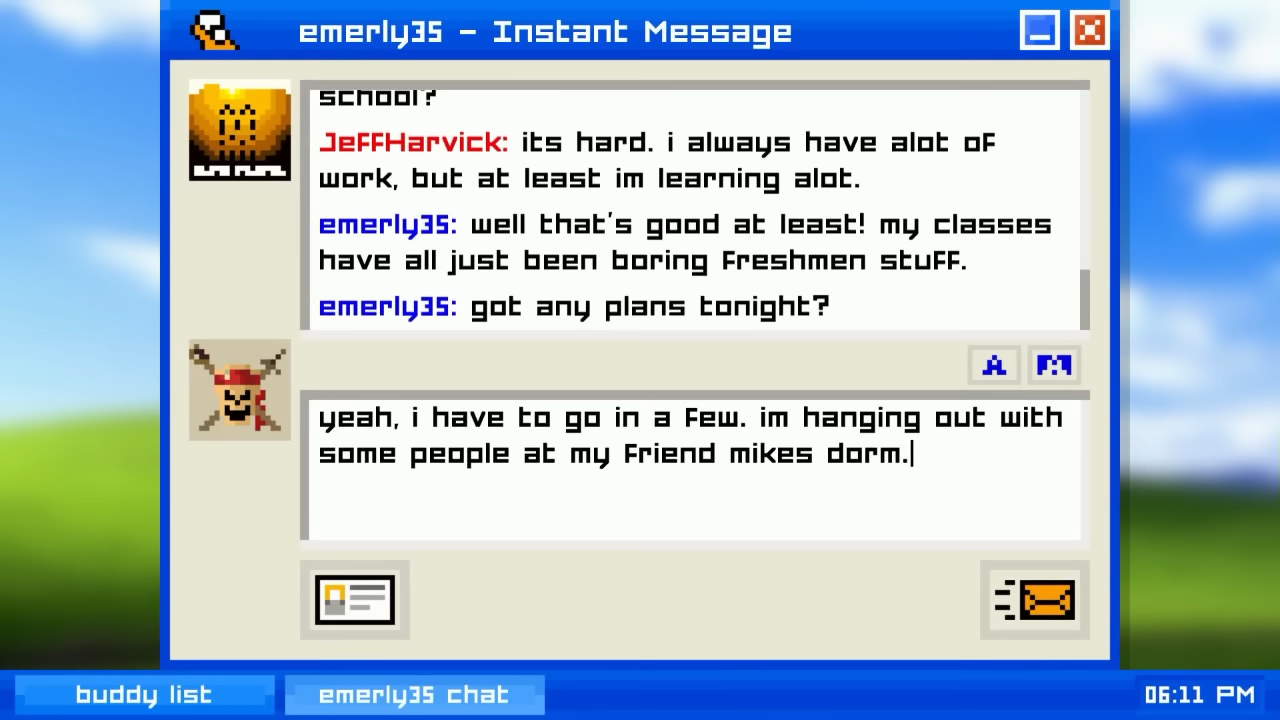 emerly35 - Instant Message
school?
JeffHarvick: its hard. i always have alot of
work, but at least im learning alot.
emerly35: well that's good at least! my classes
have all just been boring freshmen stuff.
emerly35: got any plans tonight?
A
yeah, i have to go in a few. im hanging out with
some people at my friend mikes dorm.
buddy list
emerly35 chat
06:11 PM